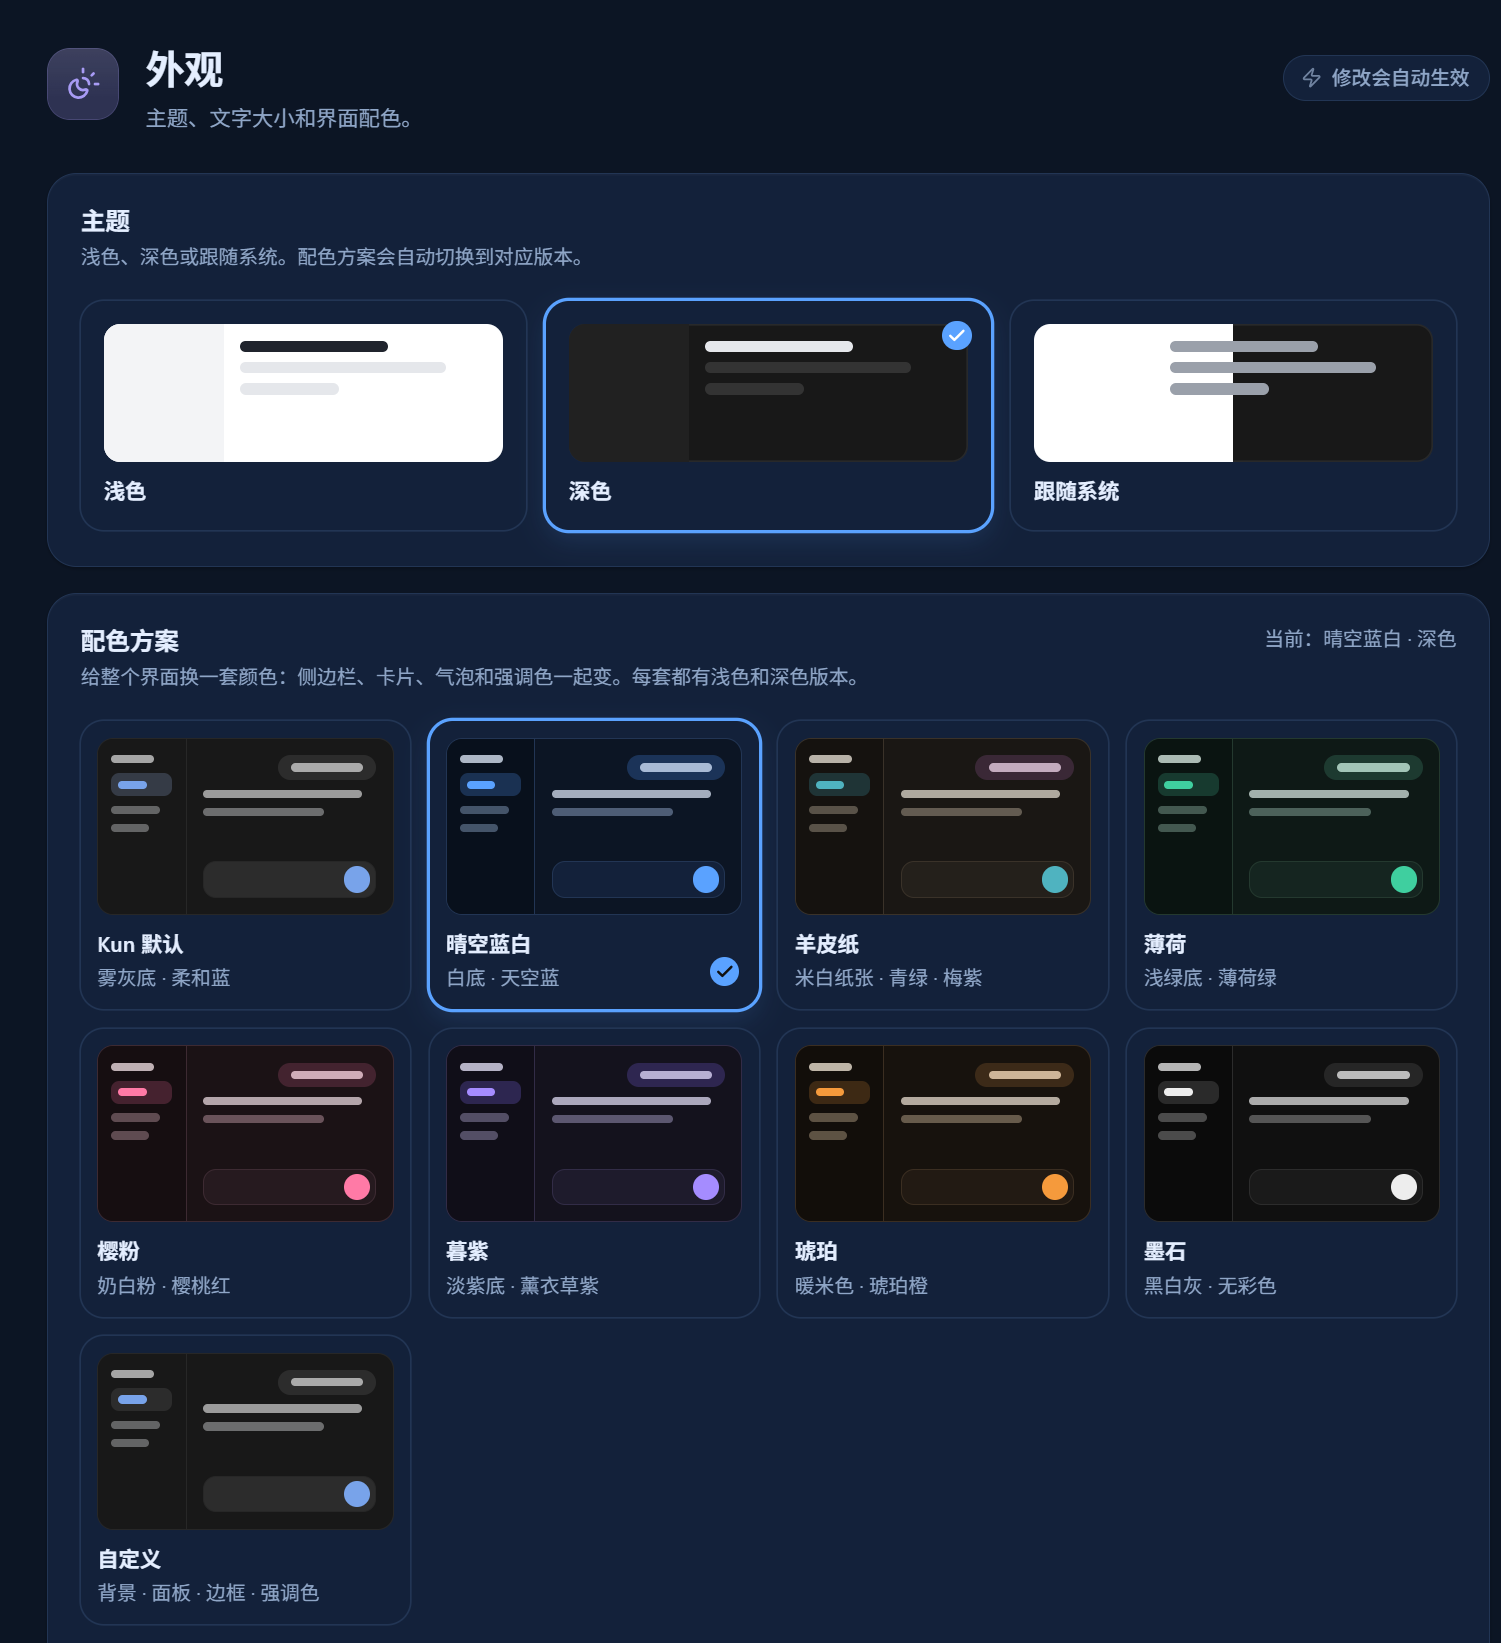 外观
主题、文字大小和界面配色。
修改会自动生效
主题
浅色、深色或跟随系统。配色方案会自动切换到对应版本。
浅色
深色
跟随系统
配色方案
当前：晴空蓝白 · 深色
给整个界面换一套颜色：侧边栏、卡片、气泡和强调色一起变。每套都有浅色和深色版本。
Kun 默认
雾灰底 · 柔和蓝
晴空蓝白
白底 · 天空蓝
羊皮纸
米白纸张 · 青绿 · 梅紫
薄荷
浅绿底 · 薄荷绿
樱粉
奶白粉 · 樱桃红
暮紫
淡紫底 · 薰衣草紫
琥珀
暖米色 · 琥珀橙
墨石
黑白灰 · 无彩色
自定义
背景 · 面板 · 边框 · 强调色